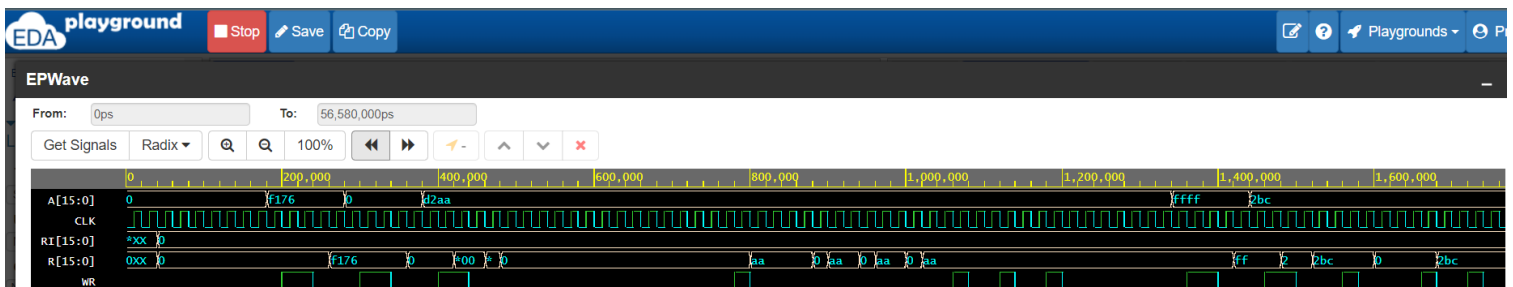 EDA playground Stop Save Copy Playgrounds
EPWave
From: 0ps To: 56,580,000ps
Get Signals Radix 100% -
0 200,000 400,000 600,000 800,000 1,000,000 1,200,000 1,400,000 1,600,000
A[15:0] 0 f176 0 d2aa ffff 2bc
CLK
RI[15:0] *XX 0
R[15:0] 0XX 0 f176 0 *00 * 0 aa 0 aa 0 aa 0 aa ff 2 2bc 0 2bc
WR